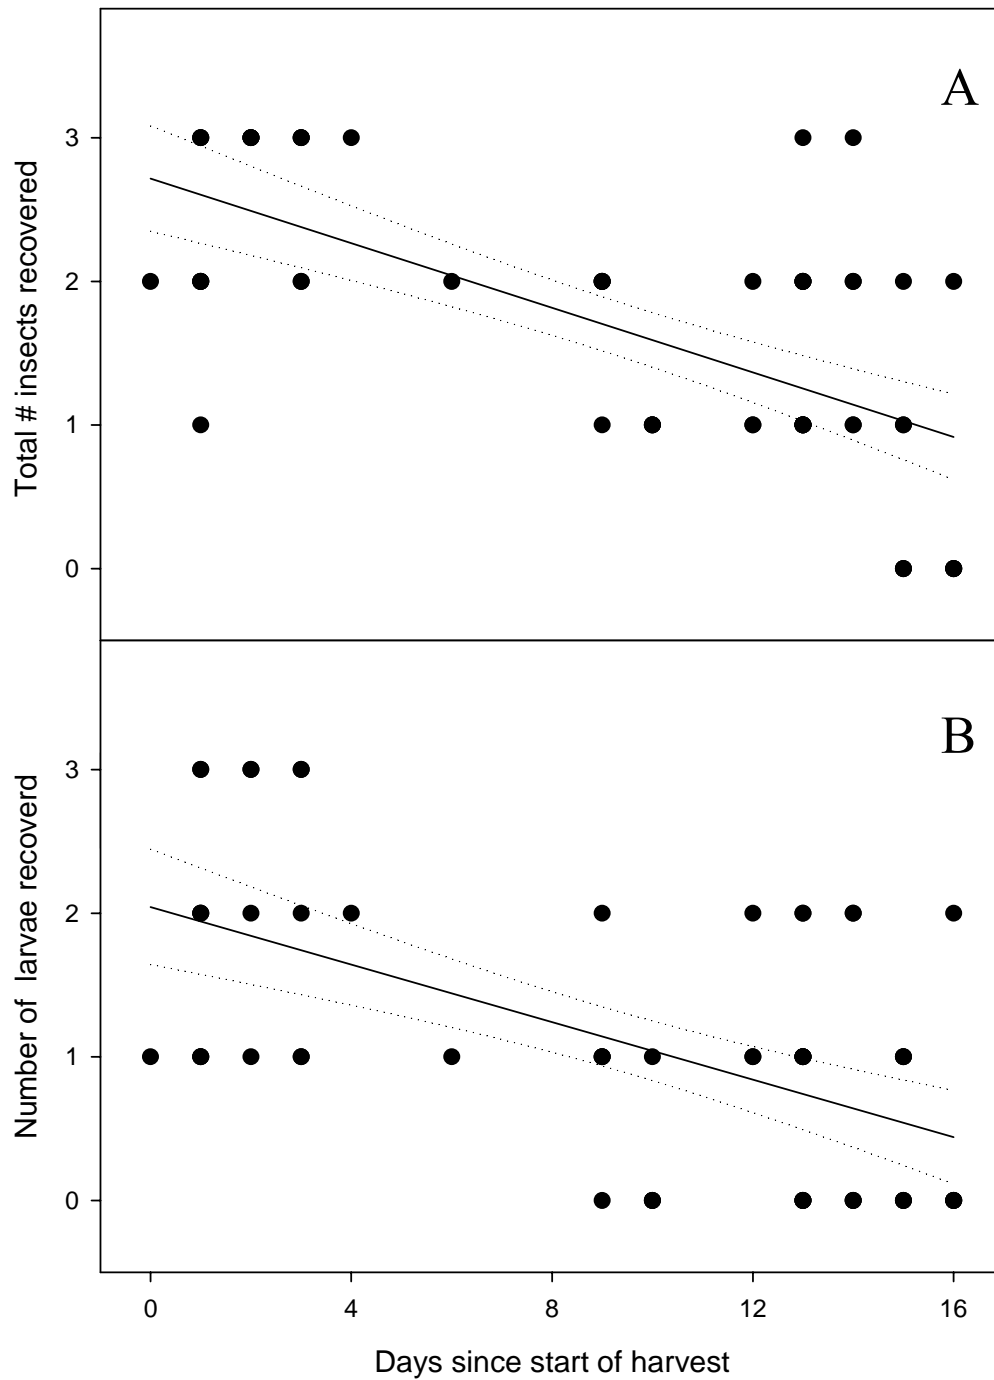 A
Total # insects recovered
3
2
1
0
B
Number of  larvae recoverd
3
2
1
0
0 4 8 12 16
Days since start of harvest